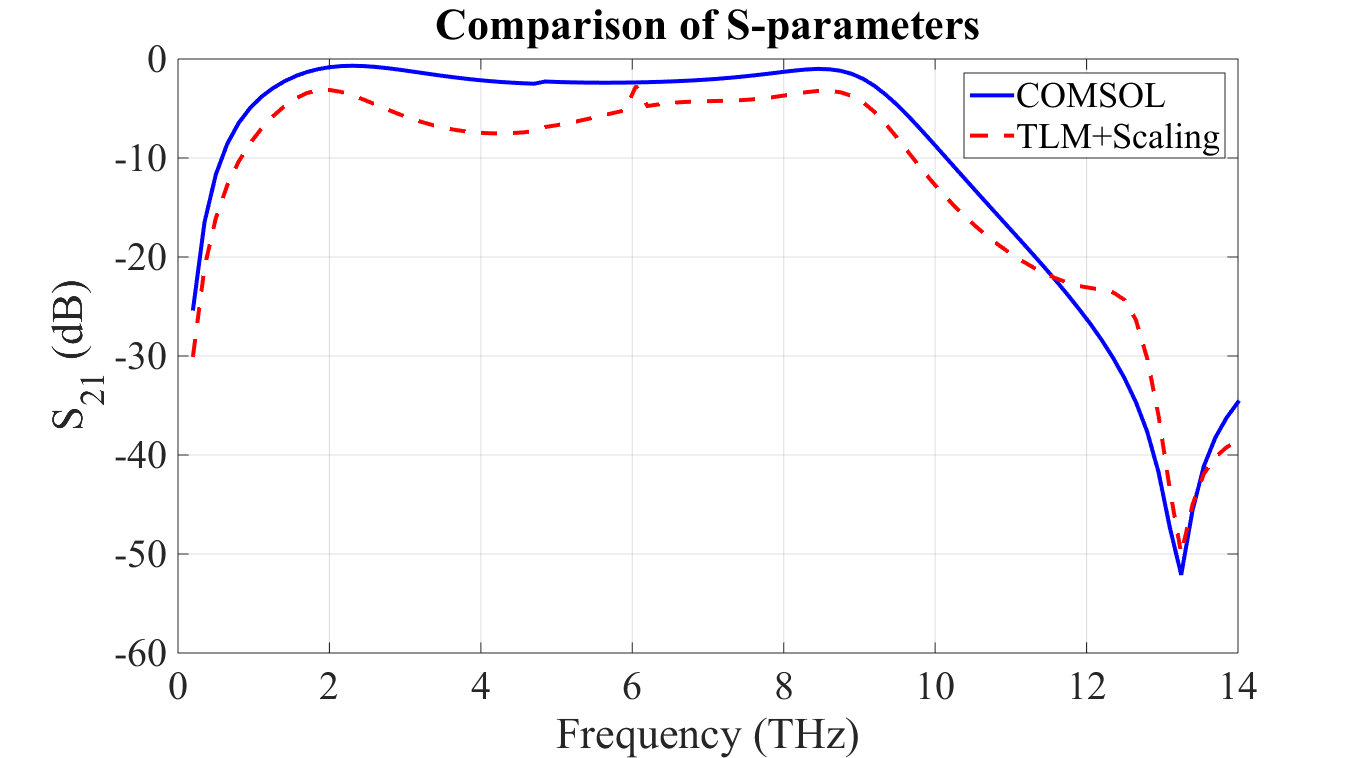 Comparison of S-parameters
0
-10
-20
-30
-40
-50
-60
S21 (dB)
COMSOL
TLM+Scaling
0 2 4 6 8 10 12 14
Frequency (THz)